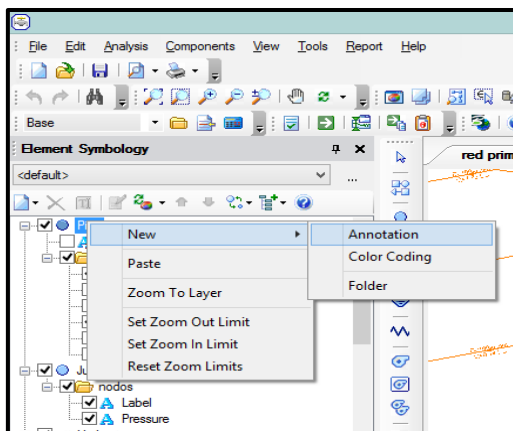 File Edit Analysis Components View Tools Report Help
Base
Element Symbology
<default>
...
red prim
New
Annotation
Paste
Color Coding
Zoom To Layer
Folder
Set Zoom Out Limit
Set Zoom In Limit
Reset Zoom Limits
Ju
nodos
Label
Pressure